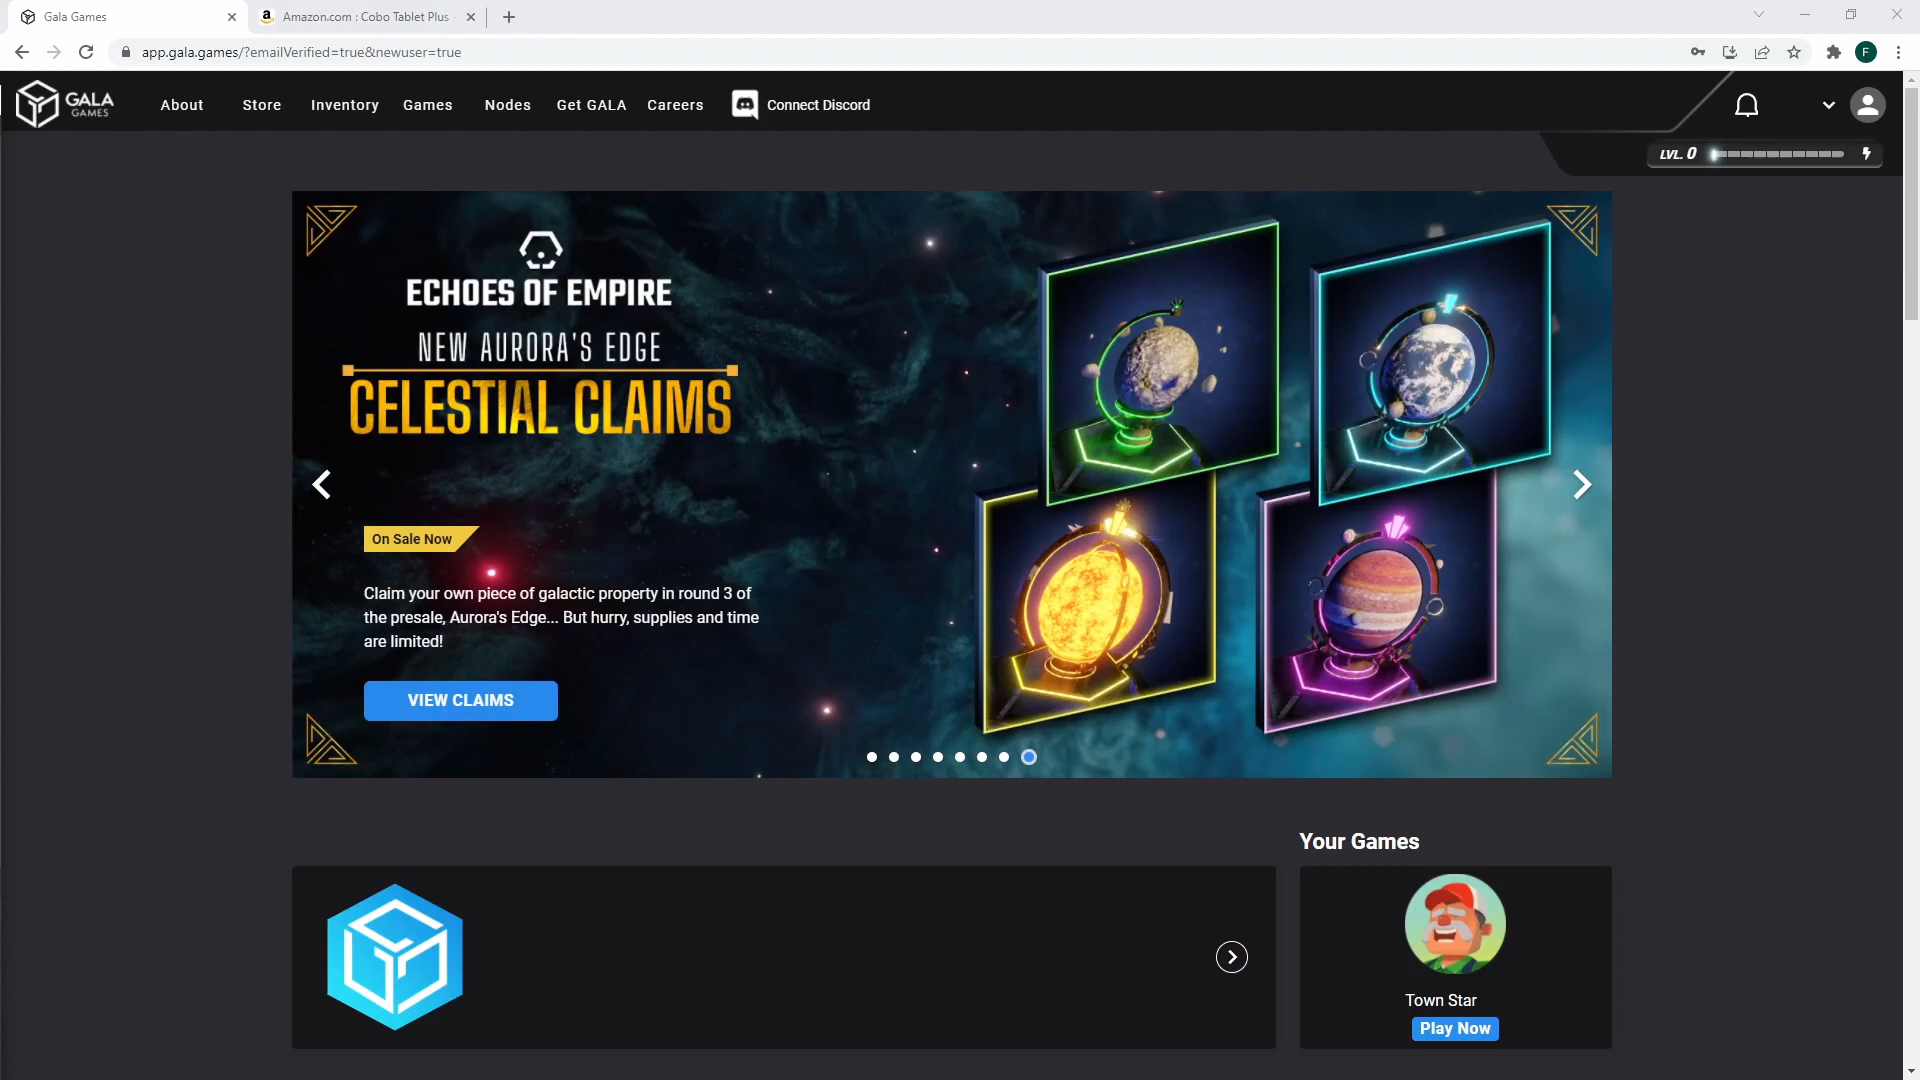 Gala Games
Amazon.com : Cobo Tablet Plus
app.gala.games/?emailVerified=true&newuser=true
F
GALA
GAMES
About
Store
Inventory
Games
Nodes
Get GALA
Careers
Connect Discord
LVL. 0
ECHOES OF EMPIRE
NEW AURORA'S EDGE
CELESTIAL CLAIMS
On Sale Now
Claim your own piece of galactic property in round 3 of
the presale, Aurora's Edge... But hurry, supplies and time
are limited!
VIEW CLAIMS
Your Games
Town Star
Play Now